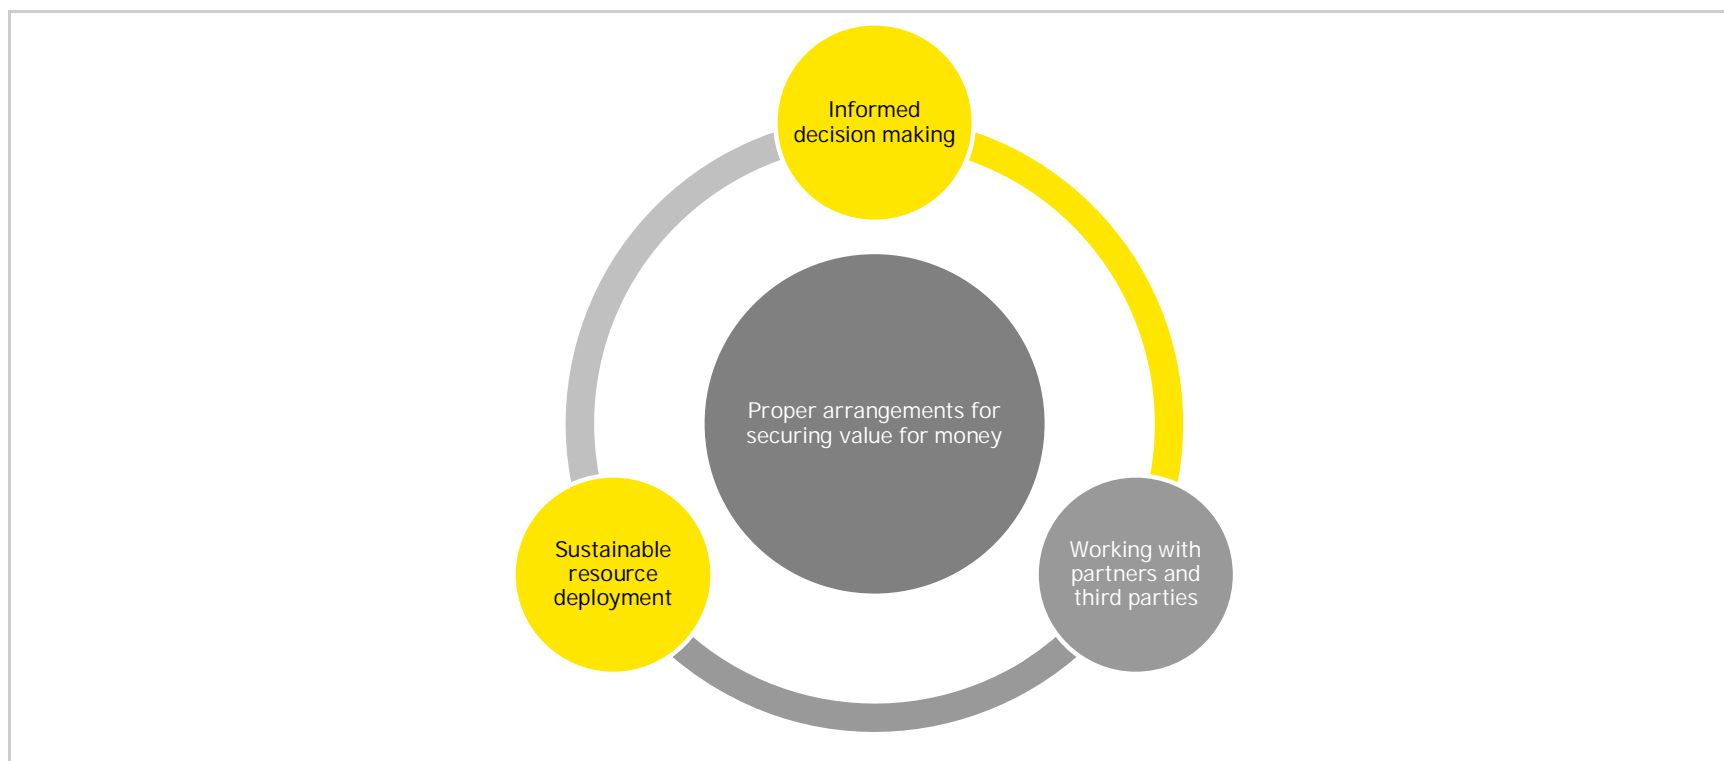 Informed
decision making
Proper arrangements for
securing value for money
Sustainable
resource
deployment
Working with
partners and
third parties